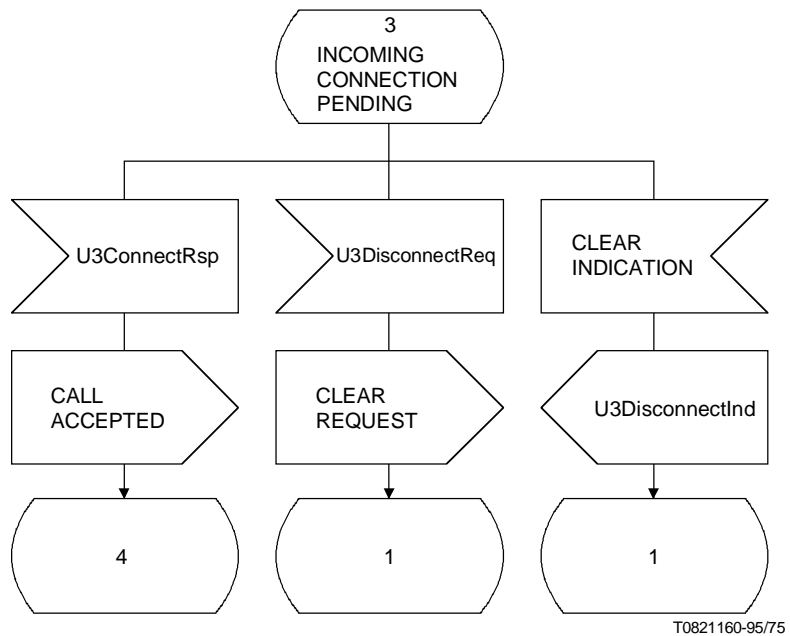 3
INCOMING
CONNECTION
PENDING
U3ConnectRsp
U3DisconnectReq
CLEAR
INDICATION
CALL
ACCEPTED
CLEAR
REQUEST
U3DisconnectInd
4
1
1
T0821160-95/75